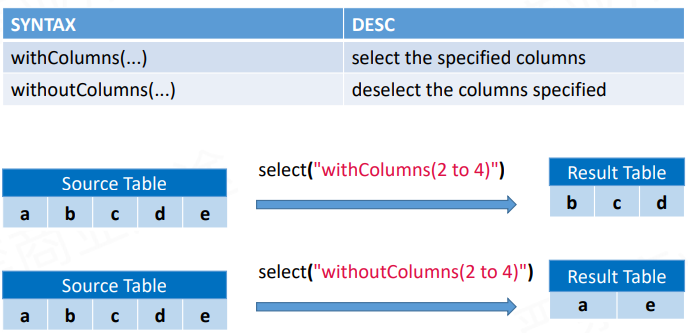 SYNTAX DESC
withColumns(...) select the specified columns
withoutColumns(...) deselect the columns specified
select("withColumns(2 to 4)")
Source Table Result Table
a b c d e b c d
select("withoutColumns(2 to 4)")
Source Table Result Table
a b c d e a e